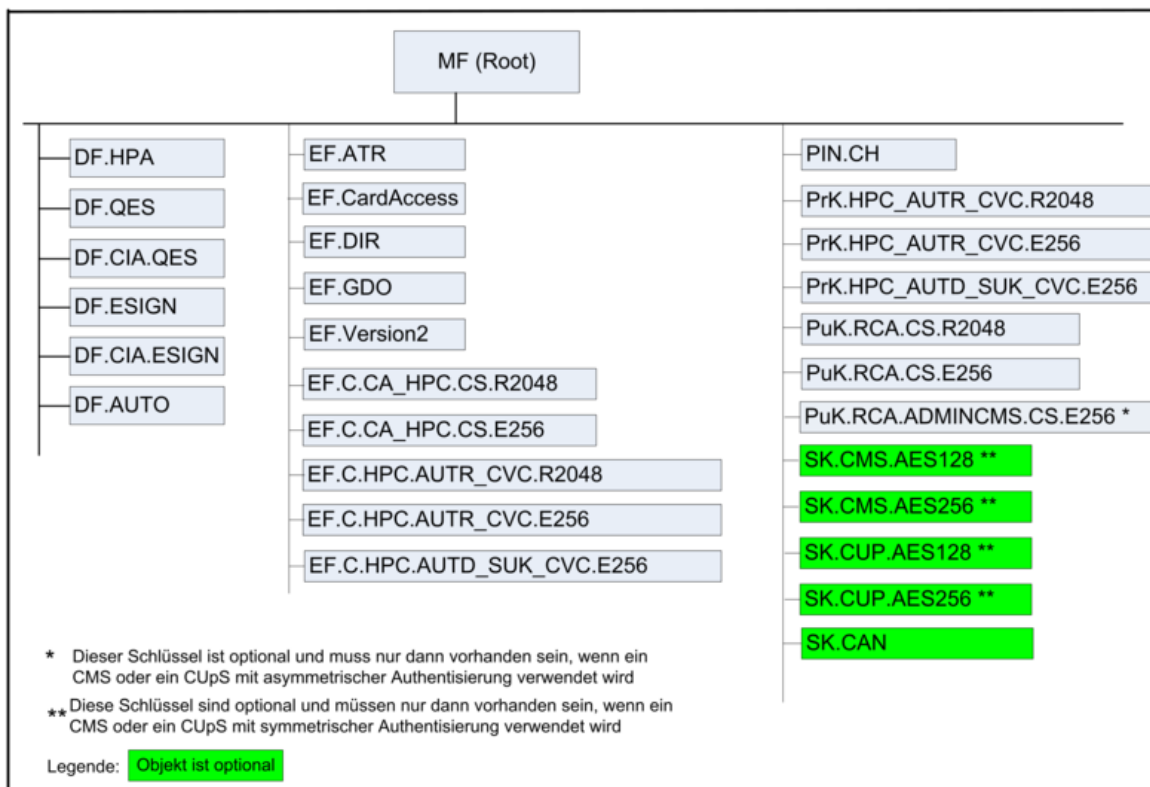 MF (Root)
DF.HPA
DF.QES
DF.CIA.QES
DF.ESIGN
DF.CIA.ESIGN
DF.AUTO
EF.ATR
EF.CardAccess
EF.DIR
EF.GDO
EF.Version2
EF.C.CA_HPC.CS.R2048
EF.C.CA_HPC.CS.E256
EF.C.HPC.AUTR_CVC.R2048
EF.C.HPC.AUTR_CVC.E256
EF.C.HPC.AUTD_SUK_CVC.E256
PIN.CH
PrK.HPC_AUTR_CVC.R2048
PrK.HPC_AUTR_CVC.E256
PrK.HPC_AUTD_SUK_CVC.E256
PuK.RCA.CS.R2048
PuK.RCA.CS.E256
PuK.RCA.ADMINCMS.CS.E256 *
SK.CMS.AES128 **
SK.CMS.AES256 **
SK.CUP.AES128 **
SK.CUP.AES256 **
SK.CAN
* Dieser Schlüssel ist optional und muss nur dann vorhanden sein, wenn ein
CMS oder ein CUpS mit asymmetrischer Authentisierung verwendet wird
** Diese Schlüssel sind optional und müssen nur dann vorhanden sein, wenn ein
CMS oder ein CUpS mit symmetrischer Authentisierung verwendet wird
Legende: Objekt ist optional